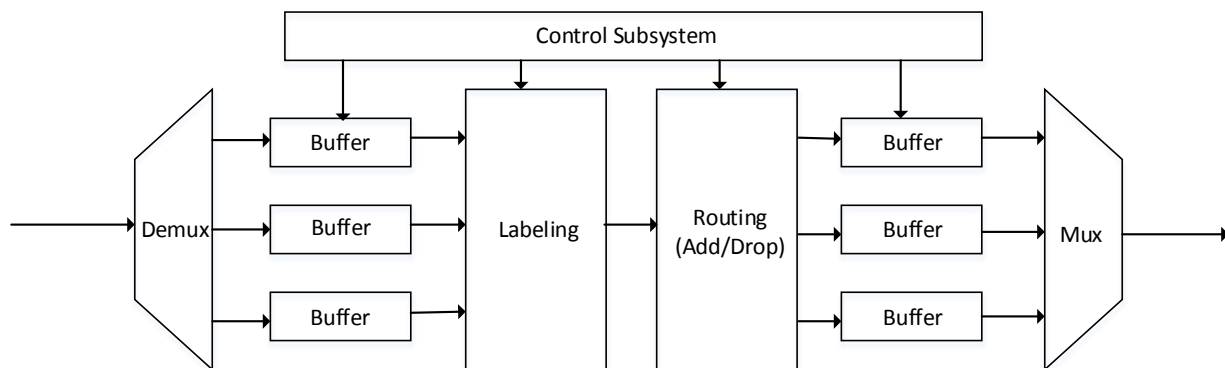 Control Subsystem
Buffer
Buffer
Demux
Buffer
Labeling
Routing
(Add/Drop)
Buffer
Mux
Buffer
Buffer